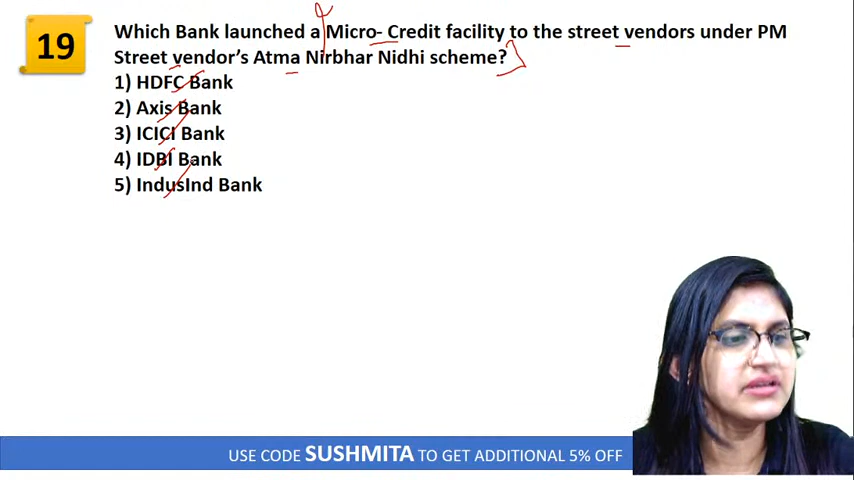 19
Which Bank launched a Micro- Credit facility to the street vendors under PM
Street vendor's Atma Nirbhar Nidhi scheme?
1) HDFC Bank
2) Axis Bank
3) ICICI Bank
4) IDBI Bank
5) IndusInd Bank
USE CODE SUSHMITA TO GET ADDITIONAL 5% OFF